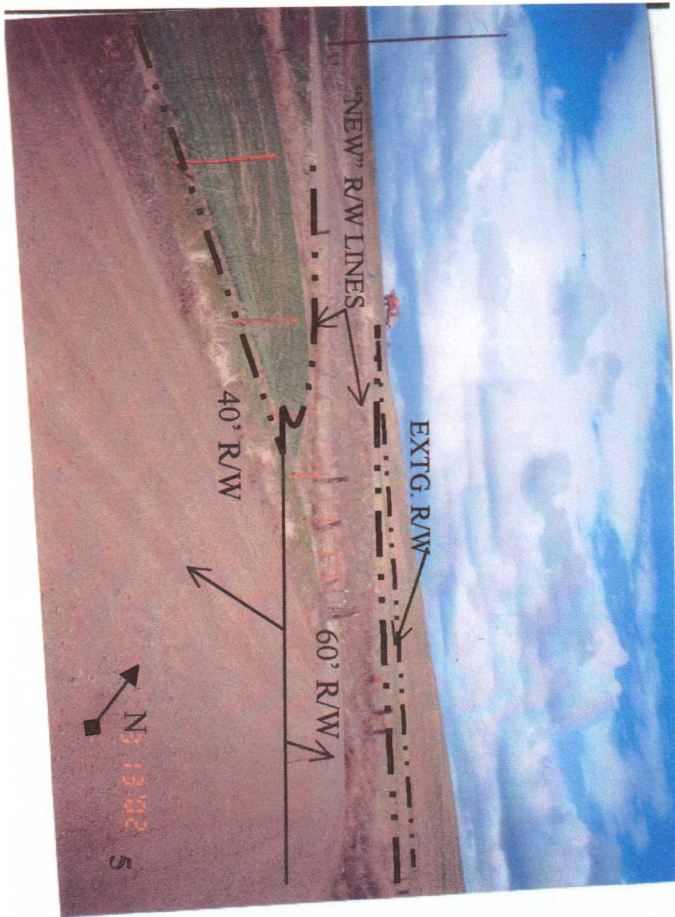 EXTG. R/W
"NEW" R/W LINES
60' R/W
40' R/W
N
13'02
5